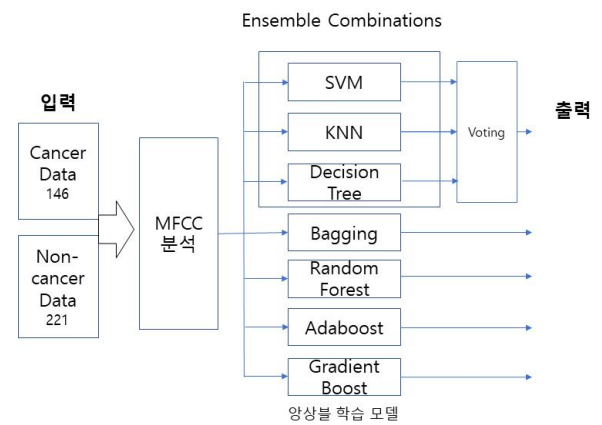 Ensemble Combinations
입력
Cancer
Data
146
Non-
cancer
Data
221
MFCC
분석
SVM
KNN
Decision
Tree
Voting
출력
Bagging
Random
Forest
Adaboost
Gradient
Boost
앙상블 학습 모델